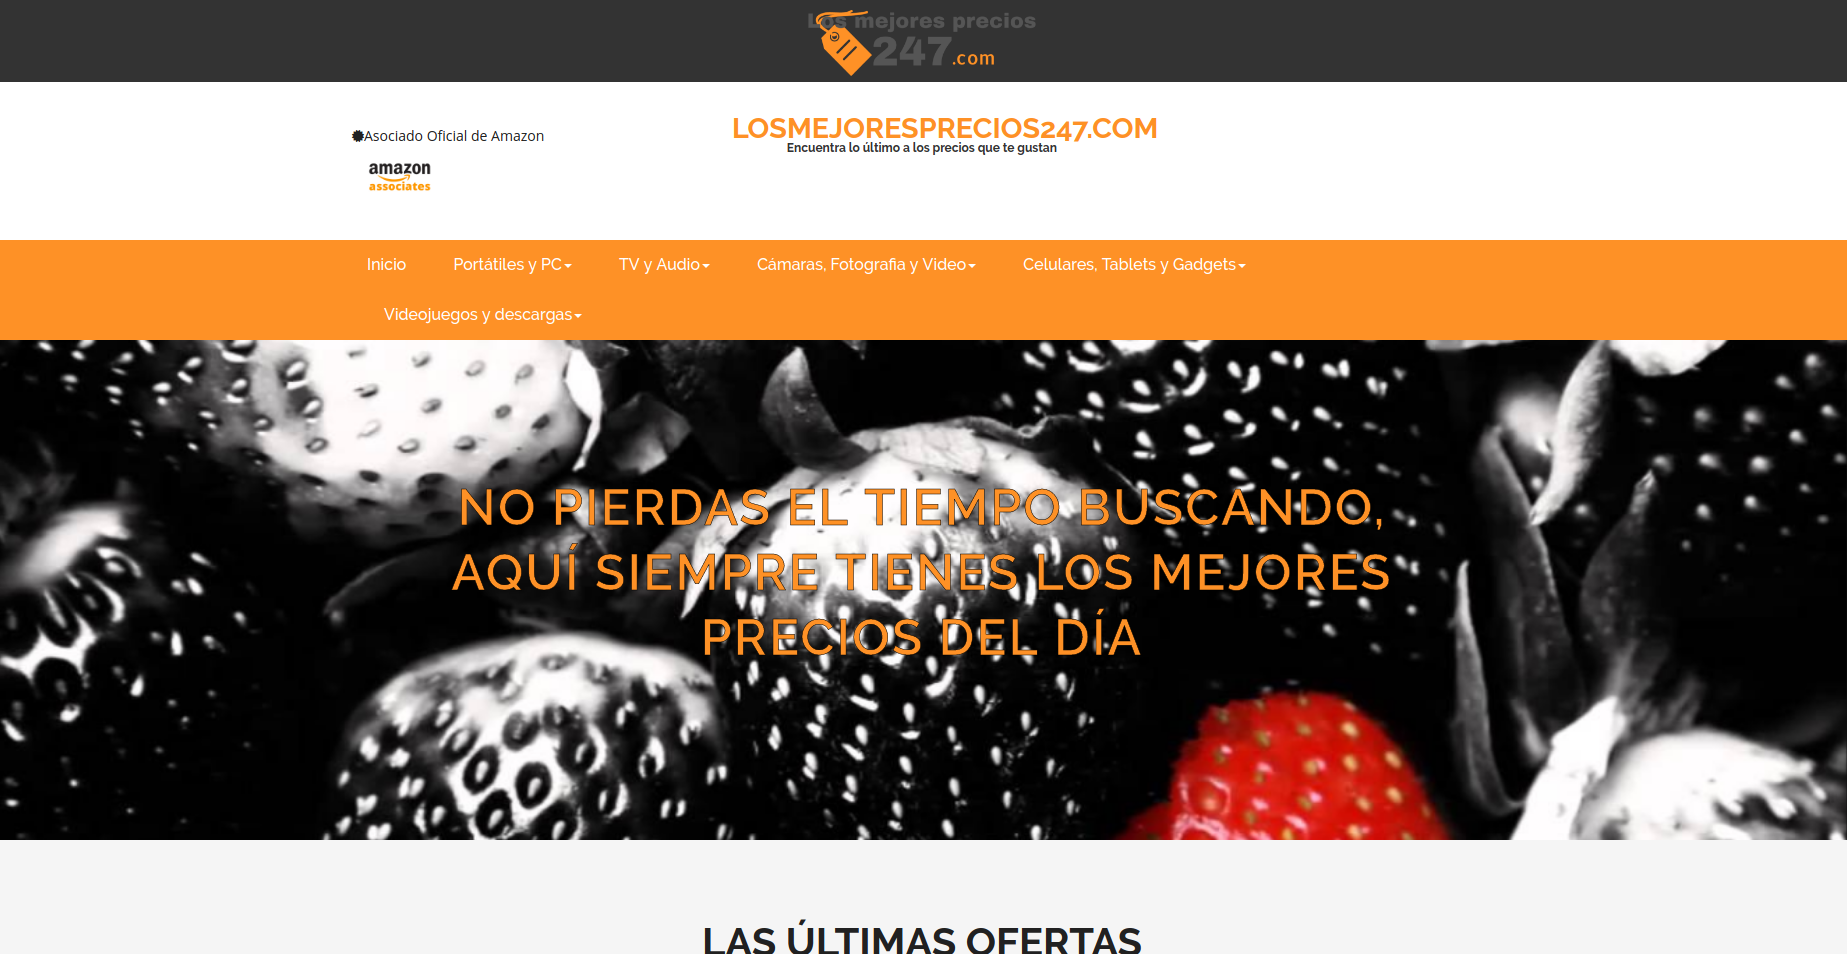 Los mejores precios
247.com
Asociado Oficial de Amazon
amazon
associates
LOSMEJORESPRECIOS247.COM
Encuentra lo último a los precios que te gustan
Inicio
Portátiles y PC
TV y Audio
Cámaras, Fotografia y Video
Celulares, Tablets y Gadgets
Videojuegos y descargas
NO PIERDAS EL TIEMPO BUSCANDO,
AQUÍ SIEMPRE TIENES LOS MEJORES
PRECIOS DEL DÍA
LAS ÚLTIMAS OFERTAS